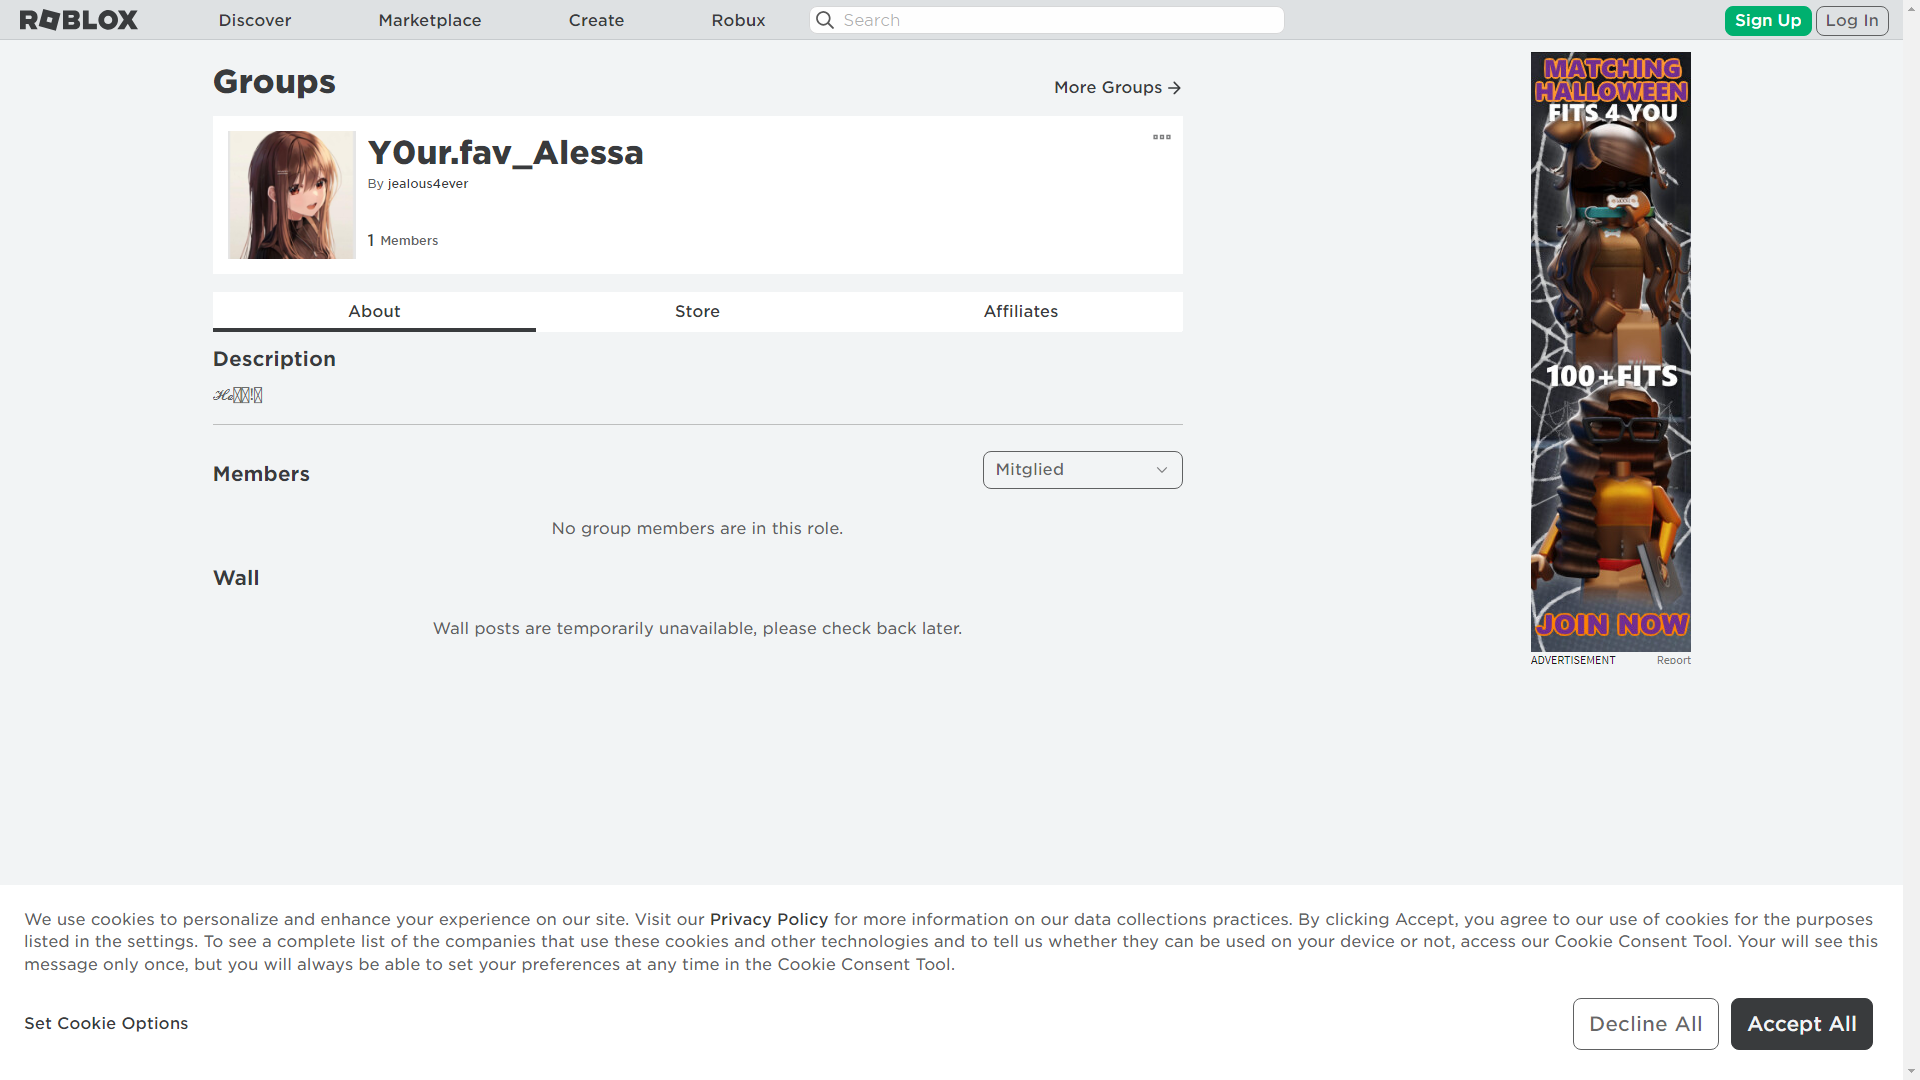 ROBLOX
Discover
Marketplace
Create
Robux
Search
Sign Up
Log In
Groups
More Groups
Y0ur.fav_Alessa
By jealous4ever
1 Members
About
Store
Affiliates
Description
Members
Mitglied
No group members are in this role.
Wall
Wall posts are temporarily unavailable, please check back later.
MATCHING
HALLOWEEN
FITS 4 YOU
100+FITS
JOIN NOW
ADVERTISEMENT
Report
We use cookies to personalize and enhance your experience on our site. Visit our Privacy Policy for more information on our data collections practices. By clicking Accept, you agree to our use of cookies for the purposes
listed in the settings. To see a complete list of the companies that use these cookies and other technologies and to tell us whether they can be used on your device or not, access our Cookie Consent Tool. Your will see this
message only once, but you will always be able to set your preferences at any time in the Cookie Consent Tool.
Set Cookie Options
Decline All
Accept All